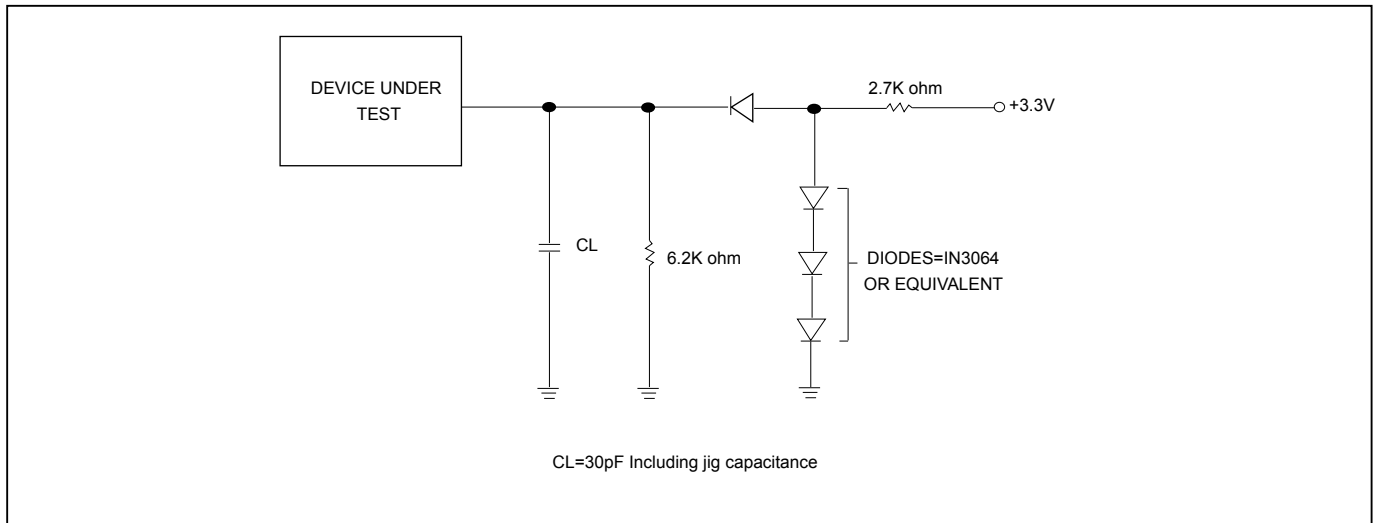 DEVICE UNDER
TEST
2.7K ohm
+3.3V
CL
6.2K ohm
DIODES=IN3064
OR EQUIVALENT
CL=30pF Including jig capacitance